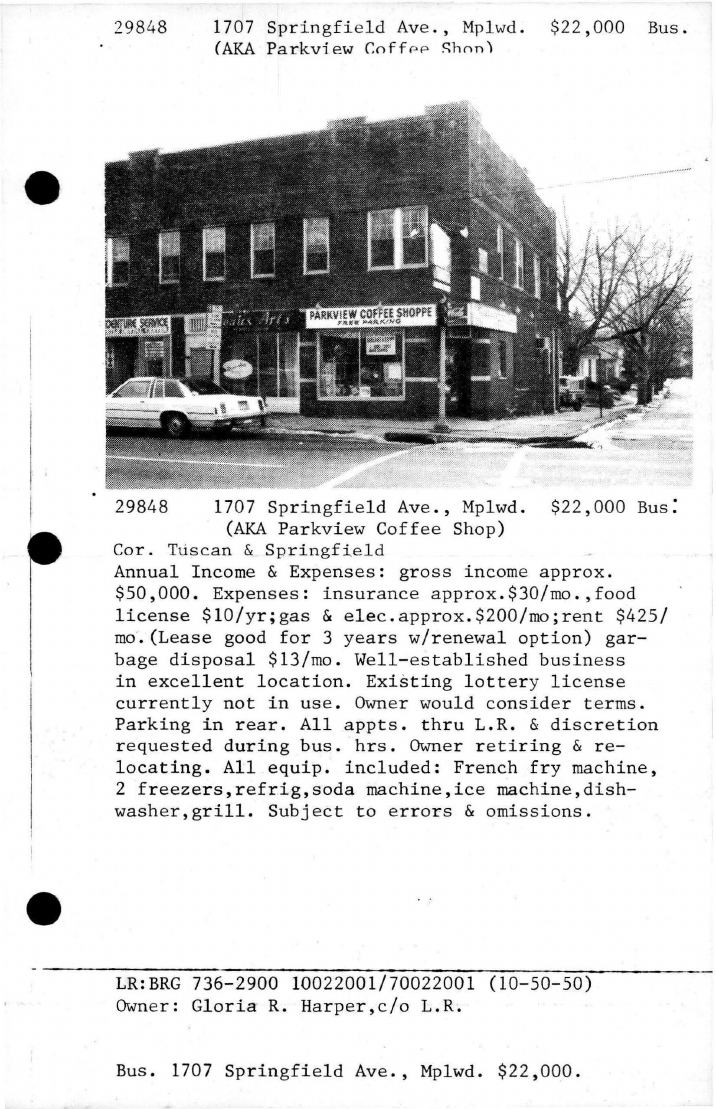 29848 1707 Springfield Ave., Mplwd. $22,000 Bus.
(AKA Parkview Coffee Shop)
PARKVIEW COFFEE SHOPPE
FREE PARKING
DENTURE SERVICE
29848 1707 Springfield Ave., Mplwd. $22,000 Bus.
(AKA Parkview Coffee Shop)
Cor. Tuscan & Springfield
Annual Income & Expenses: gross income approx.
$50,000. Expenses: insurance approx.$30/mo.,food
license $10/yr;gas & elec.approx.$200/mo;rent $425/
mo.(Lease good for 3 years w/renewal option) gar-
bage disposal $13/mo. Well-established business
in excellent location. Existing lottery license
currently not in use. Owner would consider terms.
Parking in rear. All appts. thru L.R. & discretion
requested during bus. hrs. Owner retiring & re-
locating. All equip. included: French fry machine,
2 freezers,refrig,soda machine,ice machine,dish-
washer,grill. Subject to errors & omissions.
LR:BRG 736-2900 10022001/70022001 (10-50-50)
Owner: Gloria R. Harper,c/o L.R.
Bus. 1707 Springfield Ave., Mplwd. $22,000.